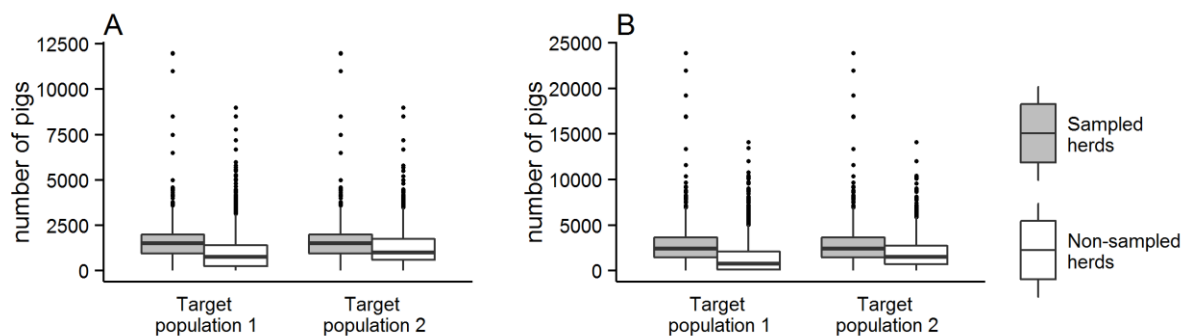 A
number of pigs
12500
10000
7500
5000
2500
0
Target
population 1
Target
population 2
B
number of pigs
25000
20000
15000
10000
5000
0
Target
population 1
Target
population 2
Sampled
herds
Non-sampled
herds